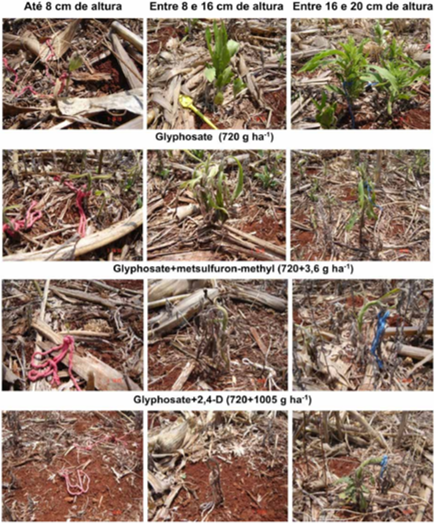 Até 8 cm de altura Entre 8 e 16 cm de altura Entre 16 e 20 cm de altura
Glyphosate (720 g ha⁻¹)
Glyphosate+metsulfuron-methyl (720+3,6 g ha⁻¹)
Glyphosate+2,4-D (720+1005 g ha⁻¹)